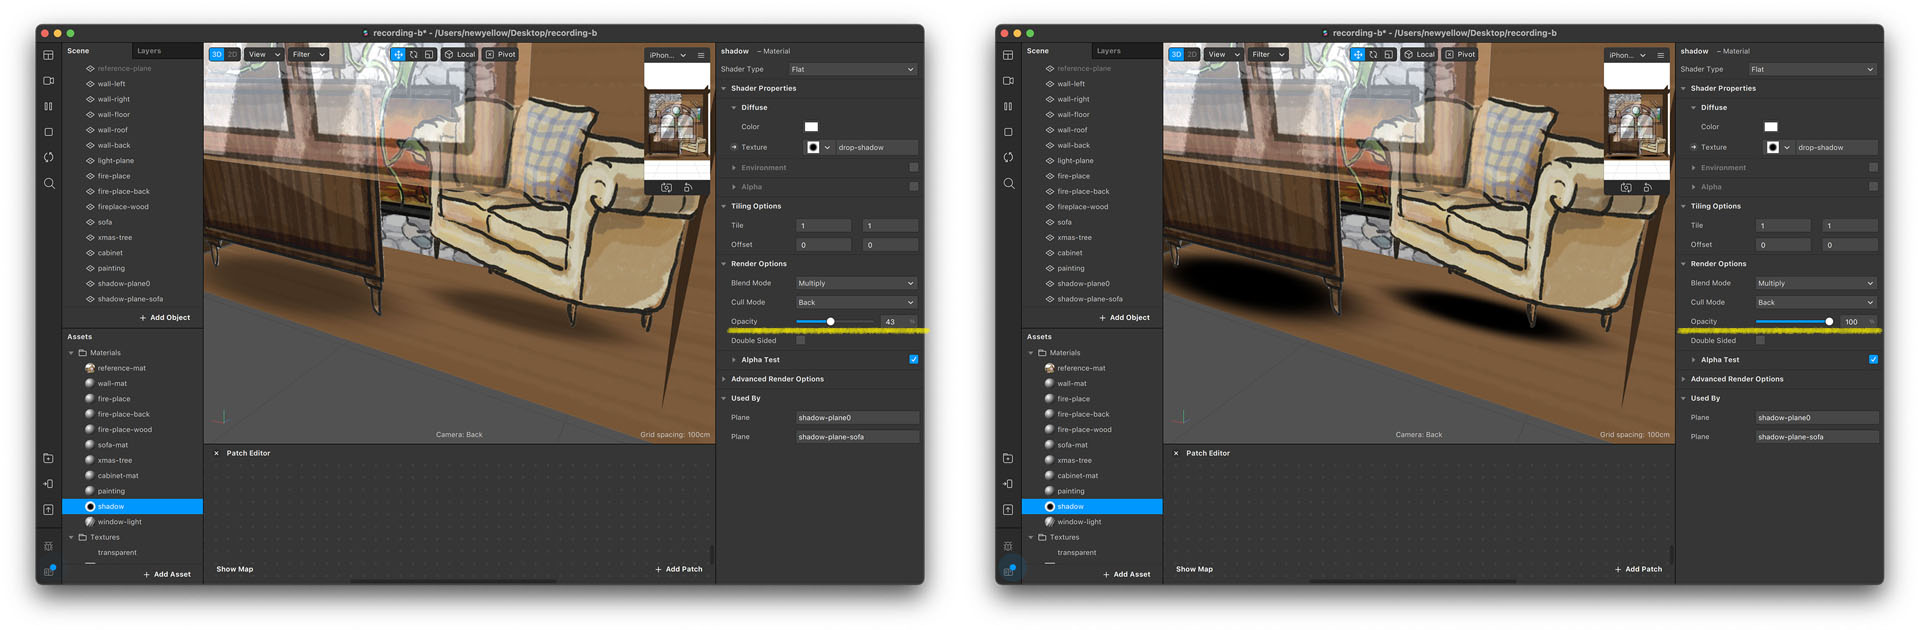 recording-b* - /Users/newyellow/Desktop/recording-b
Scene
Layers
reference-plane
wall-left
wall-right
wall-floor
wall-roof
wall-back
light-plane
fire-place
fire-place-back
fireplace-wood
sofa
xmas-tree
cabinet
painting
shadow-plane0
shadow-plane-sofa
+ Add Object
Assets
Materials
reference-mat
wall-mat
fire-place
fire-place-back
fire-place-wood
sofa-mat
xmas-tree
cabinet-mat
painting
shadow
window-light
Textures
transparent
+ Add Asset
3D 2D View Filter Local Pivot
iPhon...
Camera: Back
Grid spacing: 100cm
Patch Editor
Show Map
+ Add Patch
shadow – Material
Shader Type Flat
Shader Properties
Diffuse
Color
Texture drop-shadow
Environment
Alpha
Tiling Options
Tile 1 1
Offset 0 0
Render Options
Blend Mode Multiply
Cull Mode Back
Opacity 43 %
Double Sided
Alpha Test
Advanced Render Options
Used By
Plane shadow-plane0
Plane shadow-plane-sofa
recording-b* - /Users/newyellow/Desktop/recording-b
Scene
Layers
reference-plane
wall-left
wall-right
wall-floor
wall-roof
wall-back
light-plane
fire-place
fire-place-back
fireplace-wood
sofa
xmas-tree
cabinet
painting
shadow-plane0
shadow-plane-sofa
+ Add Object
Assets
Materials
reference-mat
wall-mat
fire-place
fire-place-back
fire-place-wood
sofa-mat
xmas-tree
cabinet-mat
painting
shadow
window-light
Textures
transparent
+ Add Asset
3D 2D View Filter Local Pivot
iPhon...
Camera: Back
Grid spacing: 100cm
Patch Editor
Show Map
+ Add Patch
shadow – Material
Shader Type Flat
Shader Properties
Diffuse
Color
Texture drop-shadow
Environment
Alpha
Tiling Options
Tile 1 1
Offset 0 0
Render Options
Blend Mode Multiply
Cull Mode Back
Opacity 100 %
Double Sided
Alpha Test
Advanced Render Options
Used By
Plane shadow-plane0
Plane shadow-plane-sofa